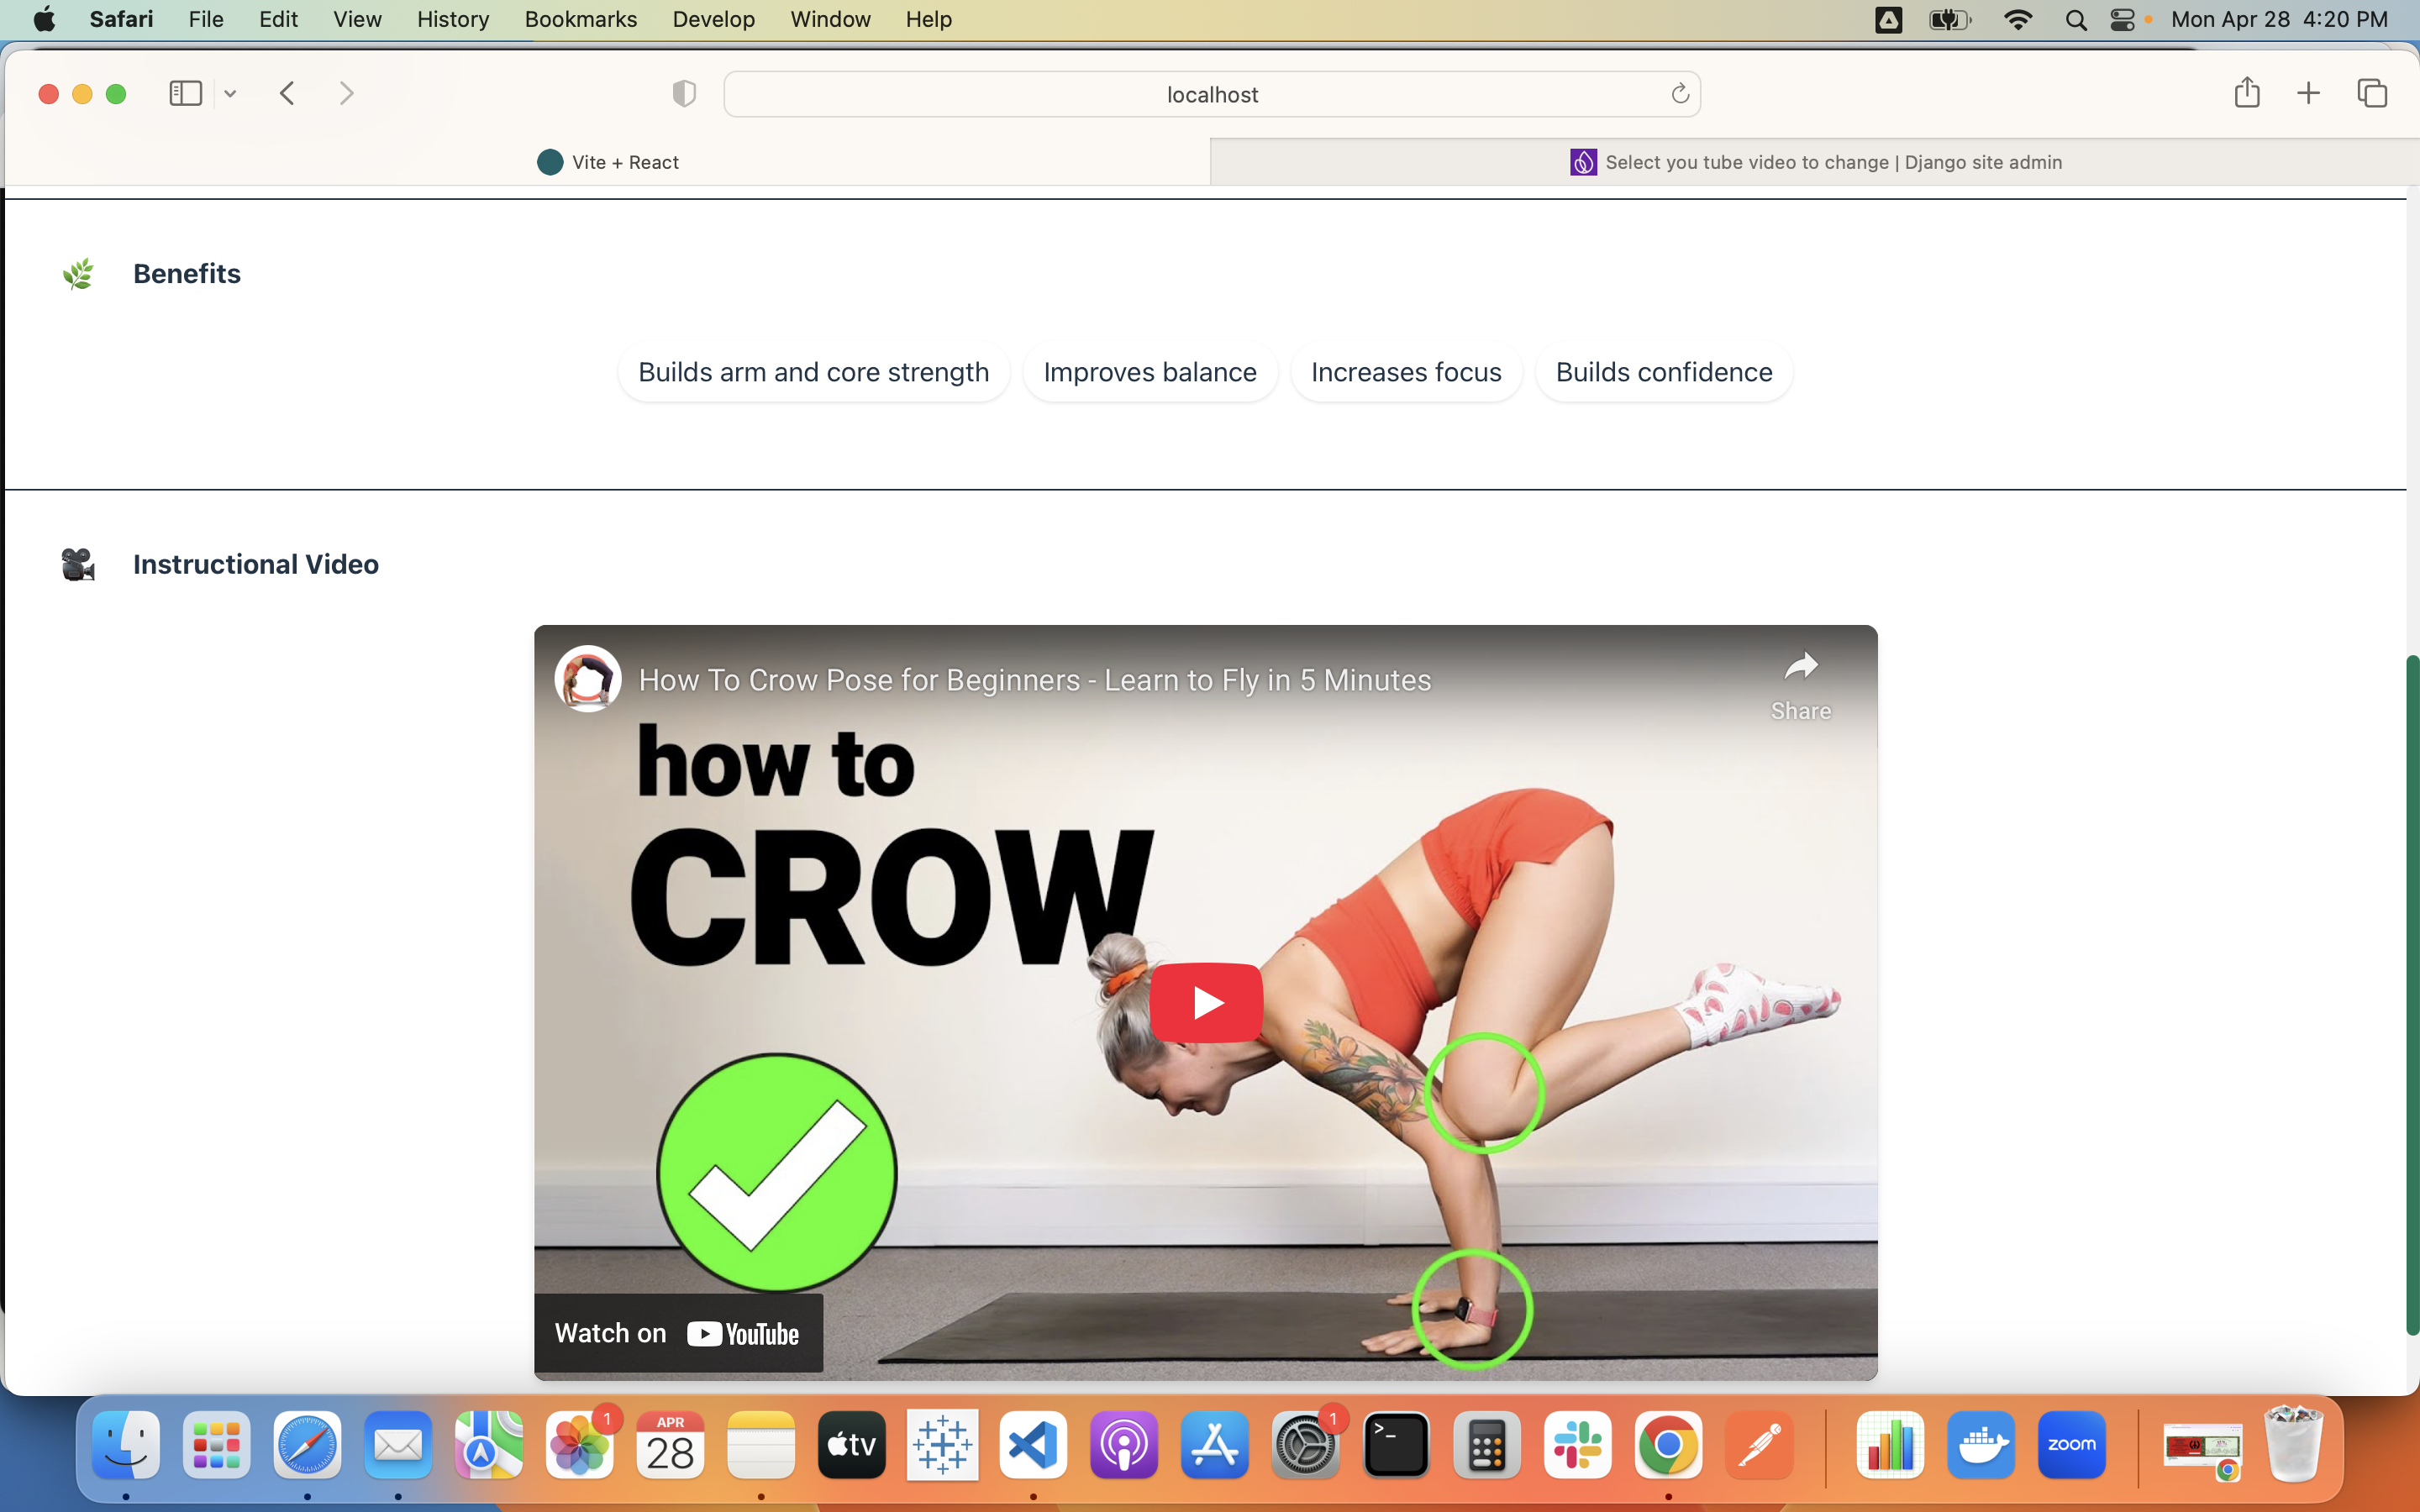 Safari File Edit View History Bookmarks Develop Window Help Mon Apr 28 4:20 PM
localhost
Vite + React
Select you tube video to change | Django site admin
Benefits
Builds arm and core strength
Improves balance
Increases focus
Builds confidence
Instructional Video
How To Crow Pose for Beginners - Learn to Fly in 5 Minutes
Share
how to
CROW
Watch on YouTube
1
APR
28
tv
1
>_
zoom